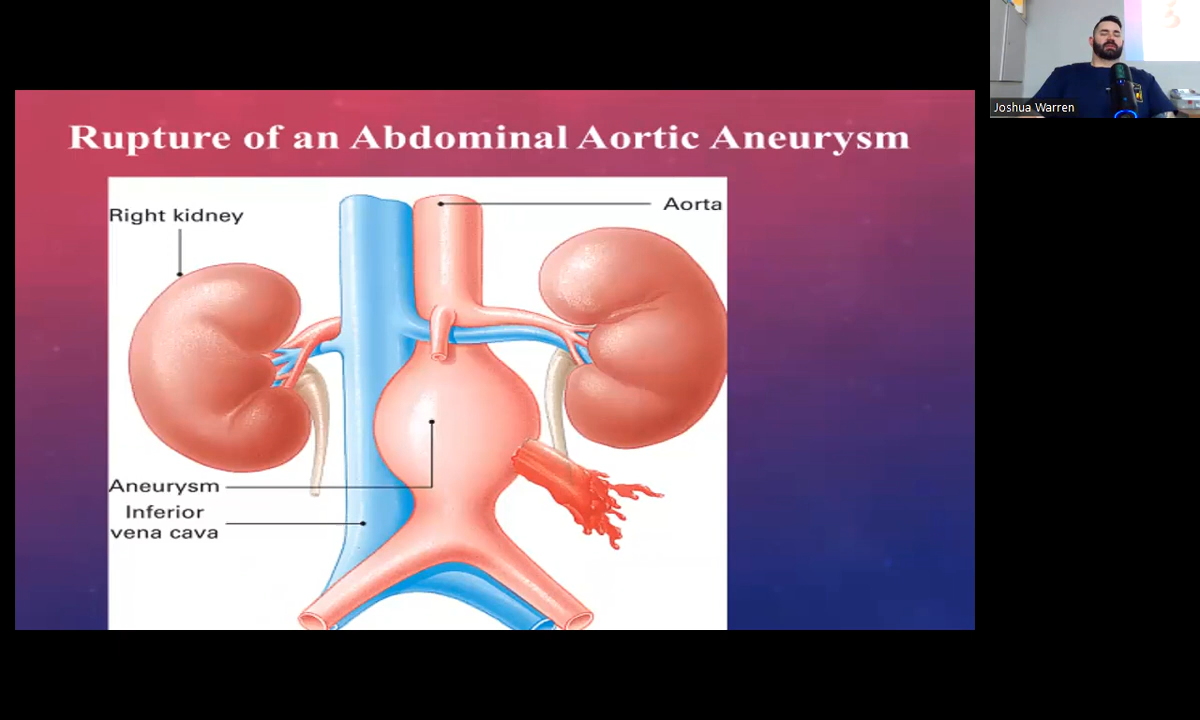 Rupture of an Abdominal Aortic Aneurysm
Right kidney
Aorta
Aneurysm
Inferior
vena cava
Joshua Warren